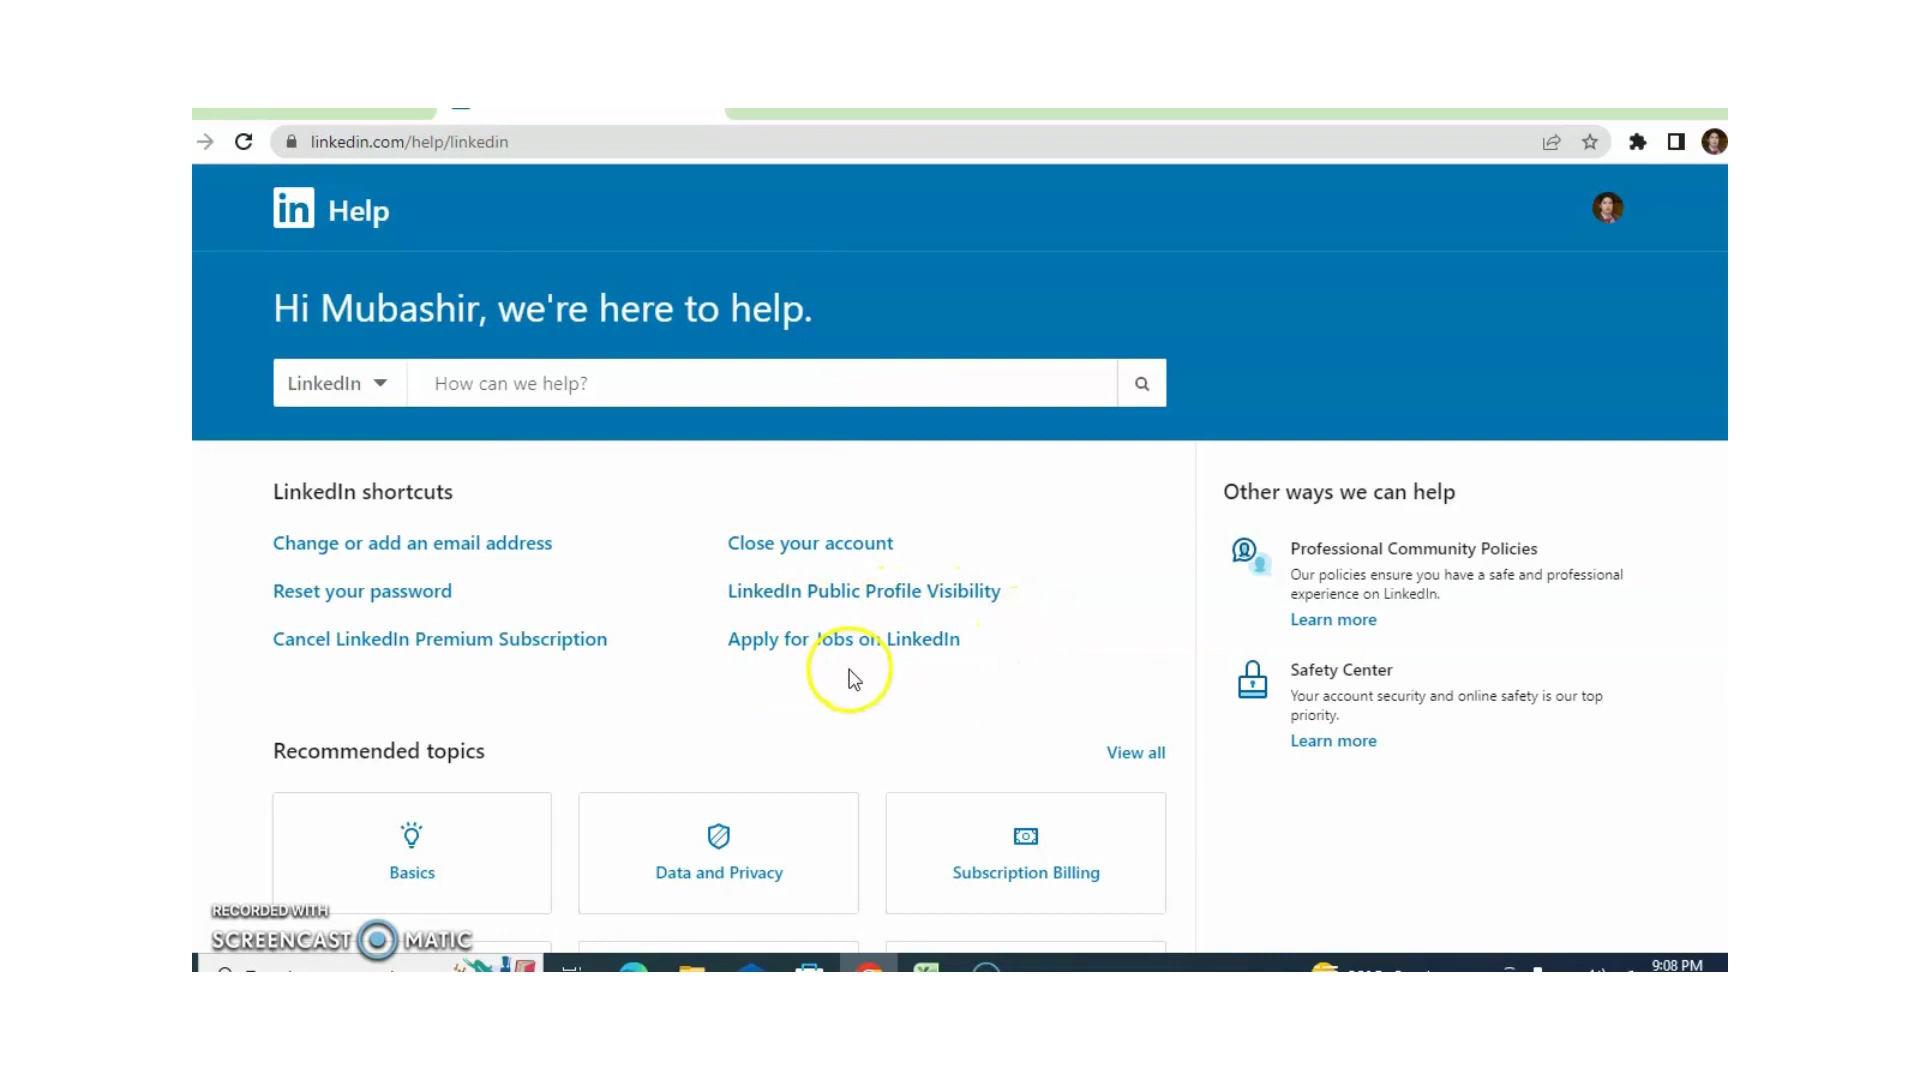 linkedin.com/help/linkedin
in Help
Hi Mubashir, we're here to help.
LinkedIn
How can we help?
LinkedIn shortcuts
Change or add an email address
Close your account
Reset your password
LinkedIn Public Profile Visibility
Cancel LinkedIn Premium Subscription
Apply for Jobs on LinkedIn
Other ways we can help
Professional Community Policies
Our policies ensure you have a safe and professional
experience on LinkedIn.
Learn more
Safety Center
Your account security and online safety is our top
priority.
Learn more
Recommended topics
View all
Basics
Data and Privacy
Subscription Billing
RECORDED WITH
SCREENCAST MATIC
9:08 PM